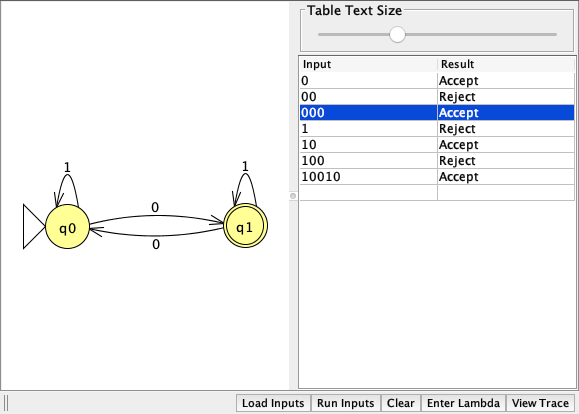 Table Text Size
Input Result
0 Accept
00 Reject
000 Accept
1 Reject
10 Accept
100 Reject
10010 Accept
1 1
0
q0 q1
0
Load Inputs Run Inputs Clear Enter Lambda View Trace